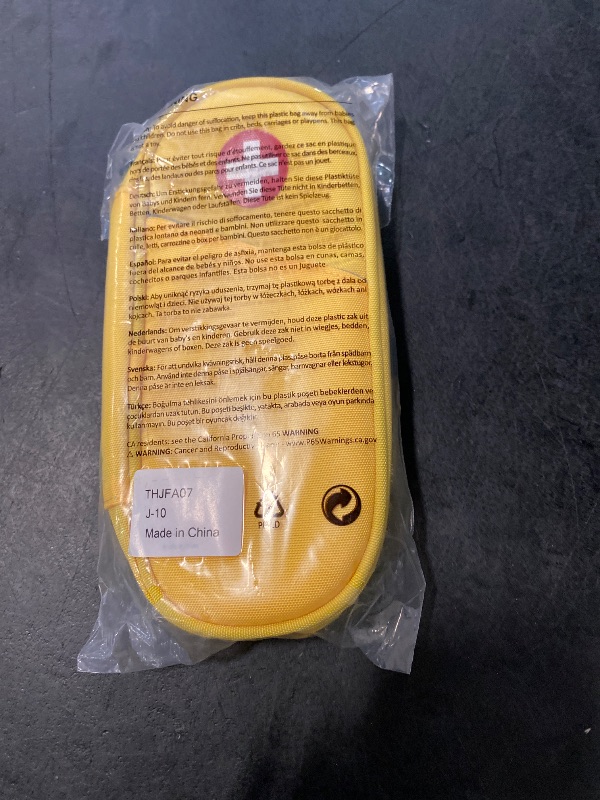 to avoid danger of suffocation, keep this plastic bag away from babies
children. Do not use this bag in cribs, beds, carriages or playpens. This bag
a toy.
Français: éviter tout risque d'étouffement, gardez ce sac en plastique
hors de portée des bébés et des enfants. Ne pas utiliser ce sac dans des berceaux,
des lits, des landaus ou des parcs pour enfants. Ce sac n'est pas un jouet.
Deutsch: Um Erstickungsgefahr zu vermeiden, halten Sie diese Plastiktüte
von Babys und Kindern fern. Verwenden Sie diese Tüte nicht in Kinderbetten,
Betten, Kinderwagen oder Laufställen. Diese Tüte ist kein Spielzeug.
Italiano: Per evitare il rischio di suffocamento, tenere questo sacchetto di
plastica lontano da neonati e bambini. Non utilizzare questo sacchetto in
culle, letti, carrozzine o box per bambini. Questo sacchetto non è un giocattolo.
Español: Para evitar el peligro de asfixia, mantenga esta bolsa de plástico
fuera del alcance de bebés y niños. No use esta bolsa en cunas, camas,
cochecitos o parques infantiles. Esta bolsa no es un juguete.
Polski: Aby uniknąć ryzyka uduszenia, trzymaj tę plastikową torbę z dala od
niemowląt i dzieci. Nie używaj tej torby w łóżeczkach, łóżkach, wózkach ani
kojcach. Ta torba to nie zabawka.
Nederlands: Om verstikkingsgevaar te vermijden, houd deze plastic zak uit
de buurt van baby's en kinderen. Gebruik deze zak niet in wiegjes, bedden,
kinderwagens of boxen. Deze zak is geen speelgoed.
Svenska: För att undvika kvävningsrisk, håll denna plastpåse borta från spädbarn
och barn. Använd inte denna påse i spjälsängar, sängar, barnvagnar eller lekstugor.
Denna påse är inte en leksak.
Türkçe: Boğulma tehlikesini önlemek için bu plastik poşeti bebeklerden ve
çocuklardan uzak tutun. Bu poşeti beşikte, yatakta, arabada veya oyun parkında
kullanmayın. Bu poşet bir oyuncak değildir.
CA residents: see the California Prop 65 WARNING
⚠ WARNING: Cancer and Reproductive - www.P65Warnings.ca.gov
THJFA07
J-10
Made in China